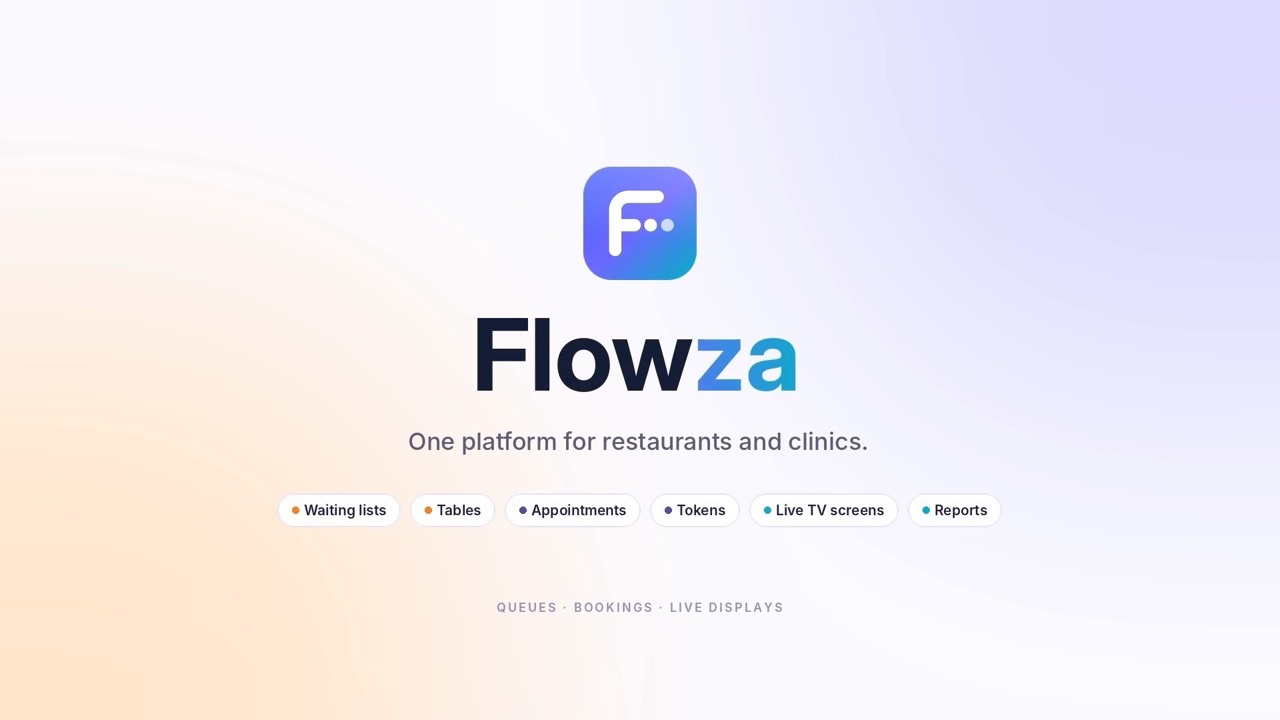 F
Flowza
One platform for restaurants and clinics.
Waiting lists Tables Appointments Tokens Live TV screens Reports
QUEUES · BOOKINGS · LIVE DISPLAYS